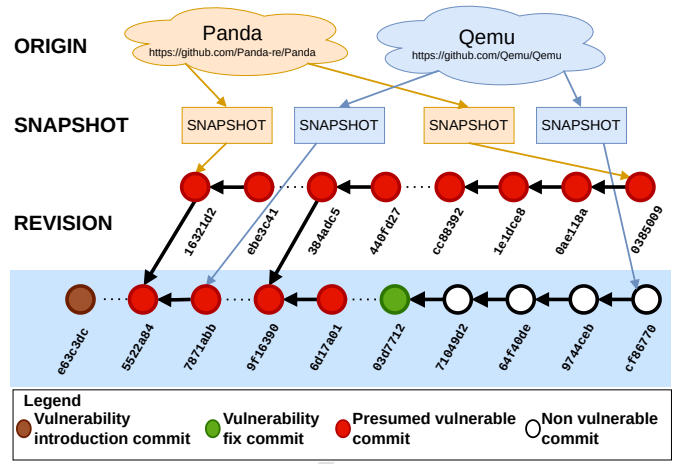 ORIGIN
Panda
https://github.com/Panda-re/Panda
Qemu
https://github.com/Qemu/Qemu
SNAPSHOT
SNAPSHOT
SNAPSHOT
SNAPSHOT
SNAPSHOT
REVISION
16321d2
ebe3c41
384adc5
440fd27
cc88392
1e1dce8
0ae118a
0385009
e63c3dc
5522a84
7871abb
9f16390
6d17a01
03d7712
71049d2
64f40de
9744ceb
cf86770
Legend
Vulnerability
introduction commit
Vulnerability
fix commit
Presumed vulnerable
commit
Non vulnerable
commit